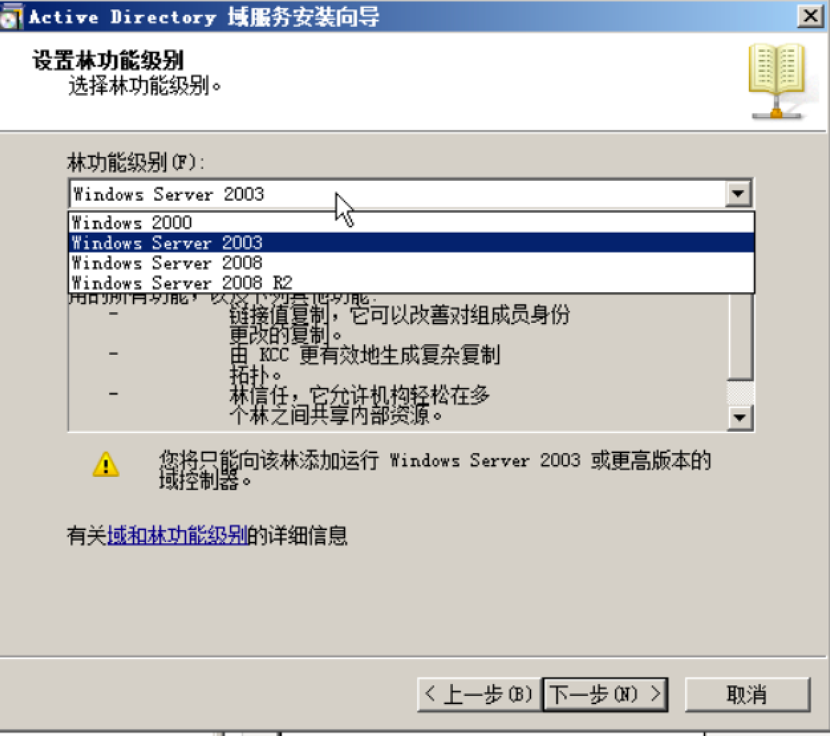 Active Directory 域服务安装向导
设置林功能级别
选择林功能级别。
林功能级别(F):
Windows Server 2003
Windows 2000
Windows Server 2003
Windows Server 2008
Windows Server 2008 R2
用的所有功能，以及下列其他功能:
- 链接值复制，它可以改善对组成员身份
更改的复制。
- 由 KCC 更有效地生成复杂复制
拓扑。
- 林信任，它允许机构轻松在多
个林之间共享内部资源。
您将只能向该林添加运行 Windows Server 2003 或更高版本的
域控制器。
有关域和林功能级别的详细信息
< 上一步(B) 下一步(N) > 取消